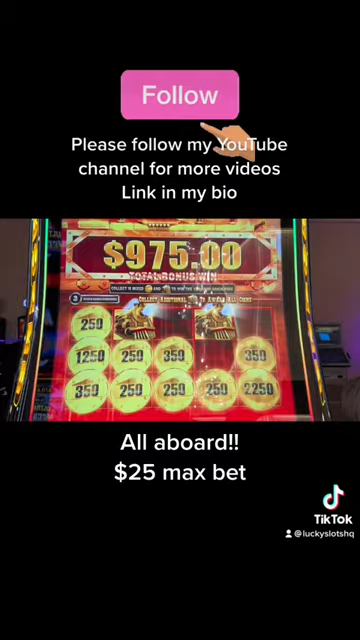 Follow
Please follow my YouTube
channel for more videos
Link in my bio
$975.00
TOTAL BONUS WIN
3
250
1250 250 350 350
350 250 250 250 2250
All aboard!!
$25 max bet
TikTok
@luckyslotshq